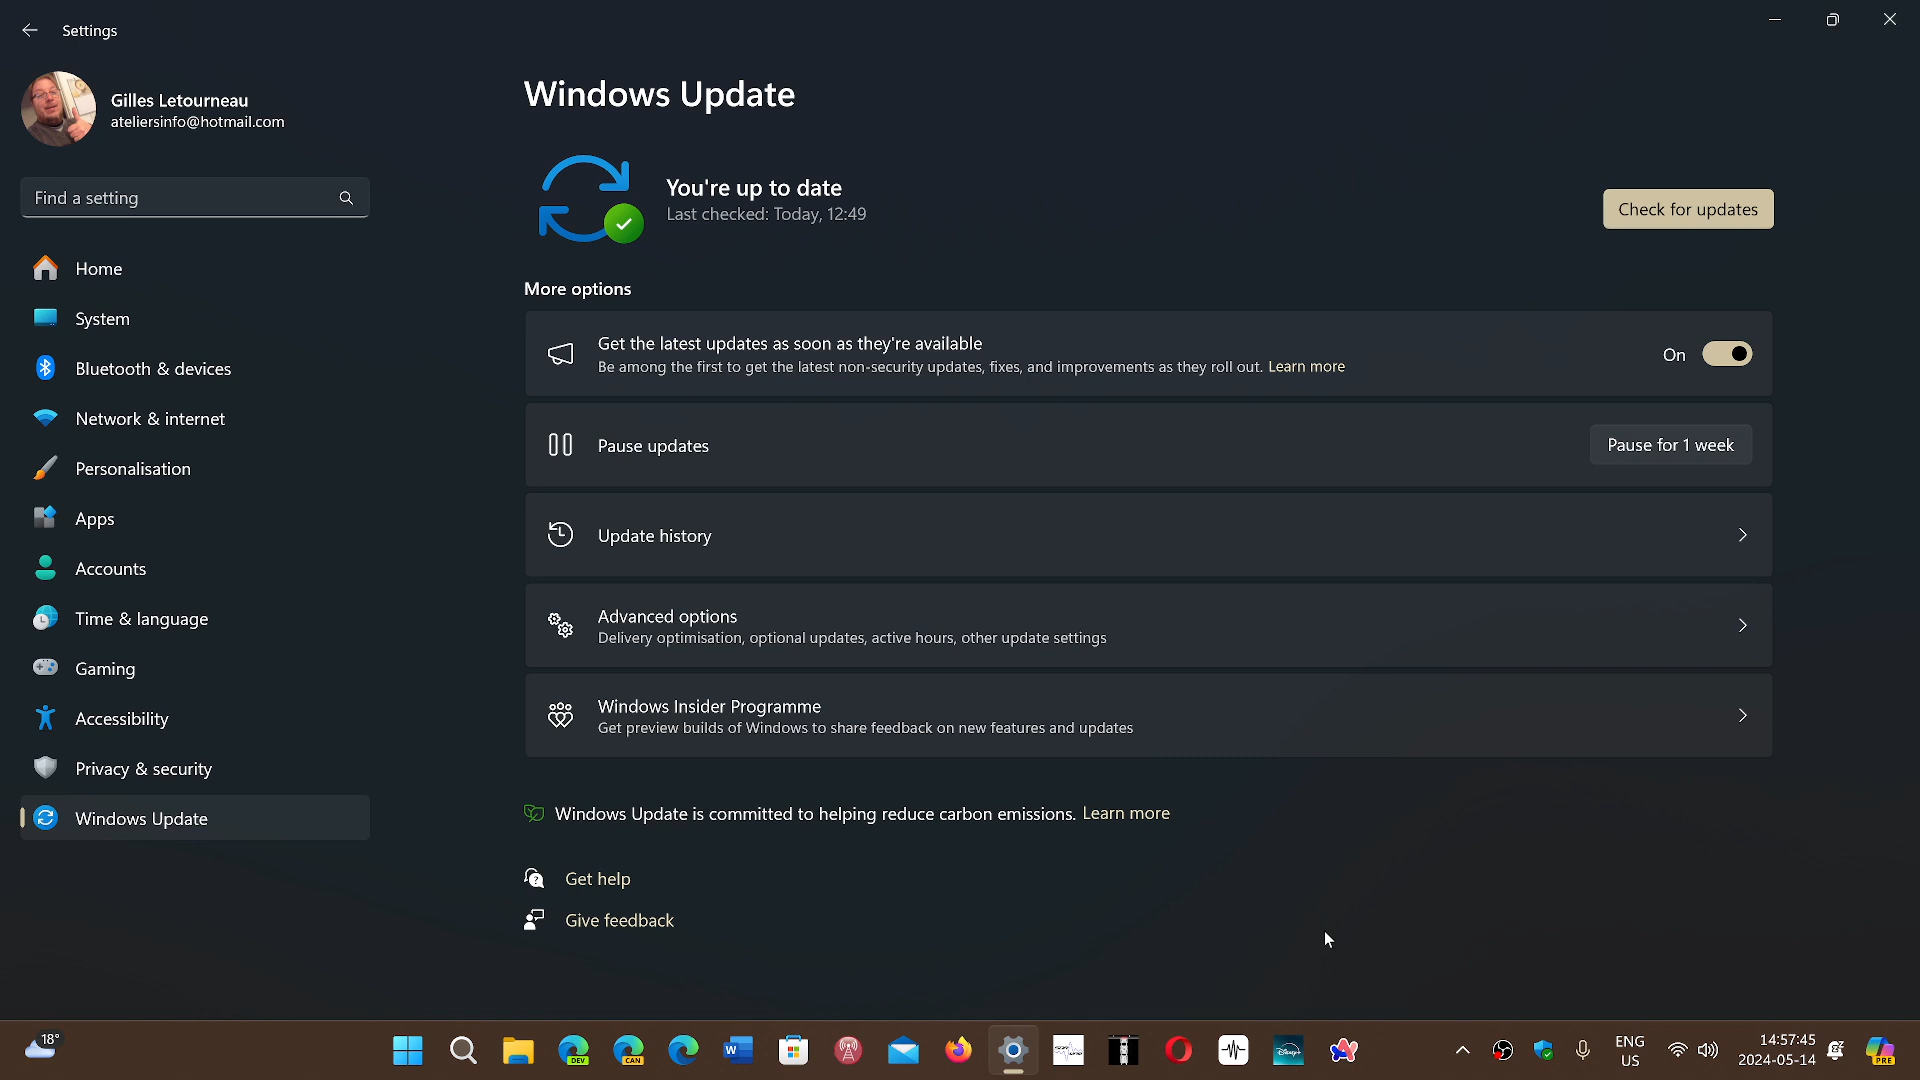 Settings
Gilles Letourneau
ateliersinfo@hotmail.com
Find a setting
Home
System
Bluetooth & devices
Network & internet
Personalisation
Apps
Accounts
Time & language
Gaming
Accessibility
Privacy & security
Windows Update
Windows Update
You're up to date
Last checked: Today, 12:49
Check for updates
More options
Get the latest updates as soon as they're available
Be among the first to get the latest non-security updates, fixes, and improvements as they roll out. Learn more
On
Pause updates
Pause for 1 week
Update history
Advanced options
Delivery optimisation, optional updates, active hours, other update settings
Windows Insider Programme
Get preview builds of Windows to share feedback on new features and updates
Windows Update is committed to helping reduce carbon emissions. Learn more
Get help
Give feedback
18°
DEV
CAN
W
Disney+
ENG
US
14:57:45
2024-05-14
PRE